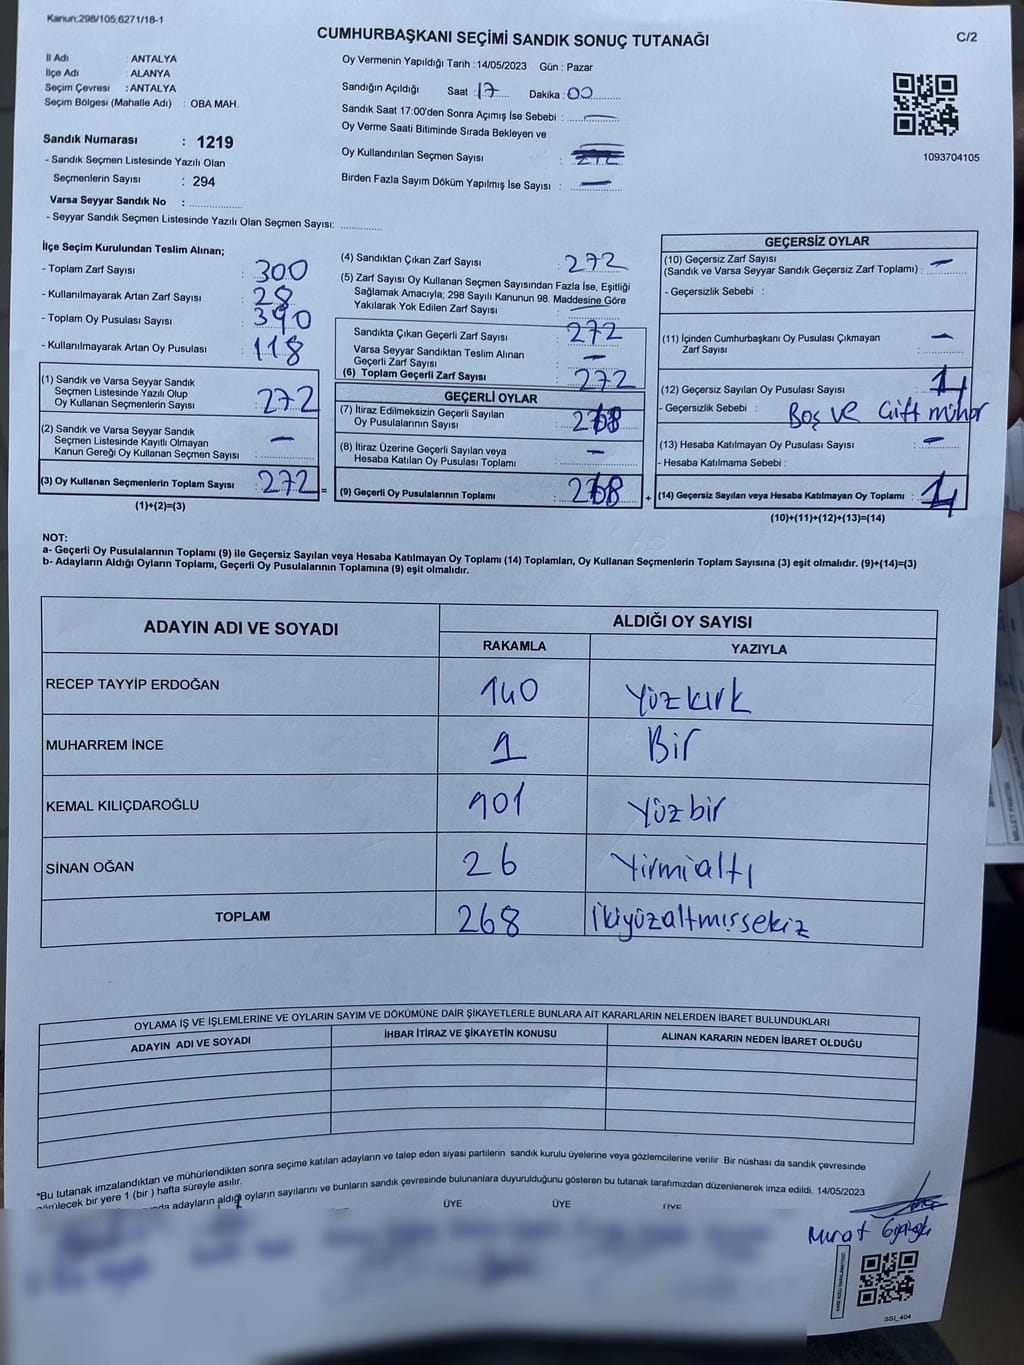 Kanun:298/105,6271/18-1
CUMHURBAŞKANI SEÇİMİ SANDIK SONUÇ TUTANAĞI
C/2
İl Adı : ANTALYA
İlçe Adı : ALANYA
Seçim Çevresi : ANTALYA
Seçim Bölgesi (Mahalle Adı) : OBA MAH.
Sandık Numarası : 1219
- Sandık Seçmen Listesinde Yazılı Olan
Seçmenlerin Sayısı : 294
Varsa Seyyar Sandık No : ..............
- Seyyar Sandık Seçmen Listesinde Yazılı Olan Seçmen Sayısı: ..............
Oy Vermenin Yapıldığı Tarih : 14/05/2023 Gün : Pazar
Sandığın Açıldığı Saat : 17 Dakika : 00
Sandık Saat 17:00'den Sonra Açımış İse Sebebi : —
Oy Verme Saati Bitiminde Sırada Bekleyen ve
Oy Kullandırılan Seçmen Sayısı :
Birden Fazla Sayım Döküm Yapılmış İse Sayısı : —
1093704105
İlçe Seçim Kurulundan Teslim Alınan;
- Toplam Zarf Sayısı : 300
- Kullanılmayarak Artan Zarf Sayısı : 28
- Toplam Oy Pusulası Sayısı : 390
- Kullanılmayarak Artan Oy Pusulası : 118
(1) Sandık ve Varsa Seyyar Sandık
Seçmen Listesinde Yazılı Olup
Oy Kullanan Seçmenlerin Sayısı : 272
(2) Sandık ve Varsa Seyyar Sandık
Seçmen Listesinde Kayıtlı Olmayan
Kanun Gereği Oy Kullanan Seçmen Sayısı : —
(3) Oy Kullanan Seçmenlerin Toplam Sayısı : 272 =
(1)+(2)=(3)
(4) Sandıktan Çıkan Zarf Sayısı : 272
(5) Zarf Sayısı Oy Kullanan Seçmen Sayısından Fazla İse, Eşitliği
Sağlamak Amacıyla; 298 Sayılı Kanunun 98. Maddesine Göre
Yakılarak Yok Edilen Zarf Sayısı : —
Sandıkta Çıkan Geçerli Zarf Sayısı : 272
Varsa Seyyar Sandıktan Teslim Alınan
Geçerli Zarf Sayısı : —
(6) Toplam Geçerli Zarf Sayısı : 272
GEÇERLİ OYLAR
(7) İtiraz Edilmeksizin Geçerli Sayılan
Oy Pusulalarının Sayısı : 268
(8) İtiraz Üzerine Geçerli Sayılan veya
Hesaba Katılan Oy Pusulası Toplamı : —
(9) Geçerli Oy Pusulalarının Toplamı : 268 +
GEÇERSİZ OYLAR
(10) Geçersiz Zarf Sayısı
(Sandık ve Varsa Seyyar Sandık Geçersiz Zarf Toplamı) : —
- Geçersizlik Sebebi :
(11) İçinden Cumhurbaşkanı Oy Pusulası Çıkmayan
Zarf Sayısı : —
(12) Geçersiz Sayılan Oy Pusulası Sayısı : 4
- Geçersizlik Sebebi : Boş ve Çift mühür
(13) Hesaba Katılmayan Oy Pusulası Sayısı : —
- Hesaba Katılmama Sebebi :
(14) Geçersiz Sayılan veya Hesaba Katılmayan Oy Toplamı : 4
(10)+(11)+(12)+(13)=(14)
NOT:
a- Geçerli Oy Pusulalarının Toplamı (9) ile Geçersiz Sayılan veya Hesaba Katılmayan Oy Toplamı (14) Toplamları, Oy Kullanan Seçmenlerin Toplam Sayısına (3) eşit olmalıdır. (9)+(14)=(3)
b- Adayların Aldığı Oyların Toplamı, Geçerli Oy Pusulalarının Toplamına (9) eşit olmalıdır.
ADAYIN ADI VE SOYADI
ALDIĞI OY SAYISI
RAKAMLA YAZIYLA
RECEP TAYYİP ERDOĞAN 140 Yüzkırk
MUHARREM İNCE 1 Bir
KEMAL KILIÇDAROĞLU 101 Yüzbir
SİNAN OĞAN 26 Yirmialtı
TOPLAM 268 İkiyüzaltmışsekiz
OYLAMA İŞ VE İŞLEMLERİNE VE OYLARIN SAYIM VE DÖKÜMÜNE DAİR ŞİKAYETLERLE BUNLARA AİT KARARLARIN NELERDEN İBARET BULUNDUKLARI
ADAYIN ADI VE SOYADI İHBAR İTİRAZ VE ŞİKAYETİN KONUSU ALINAN KARARIN NEDEN İBARET OLDUĞU
*Bu tutanak imzalandıktan ve mühürlendikten sonra seçime katılan adayların ve talep eden siyasi partilerin sandık kurulu üyelerine veya gözlemcilerine verilir .Bir nüshası da sandık çevresinde
görülecek bir yere 1 (bir ) hafta süreyle asılır.
adayların aldığı oyların sayılarını ve bunların sandık çevresinde bulunanlara duyurulduğunu gösteren bu tutanak tarafımızdan düzenlenerek imza edildi. 14/05/2023
ÜYE ÜYE ÜYE
Murat
SSI_404